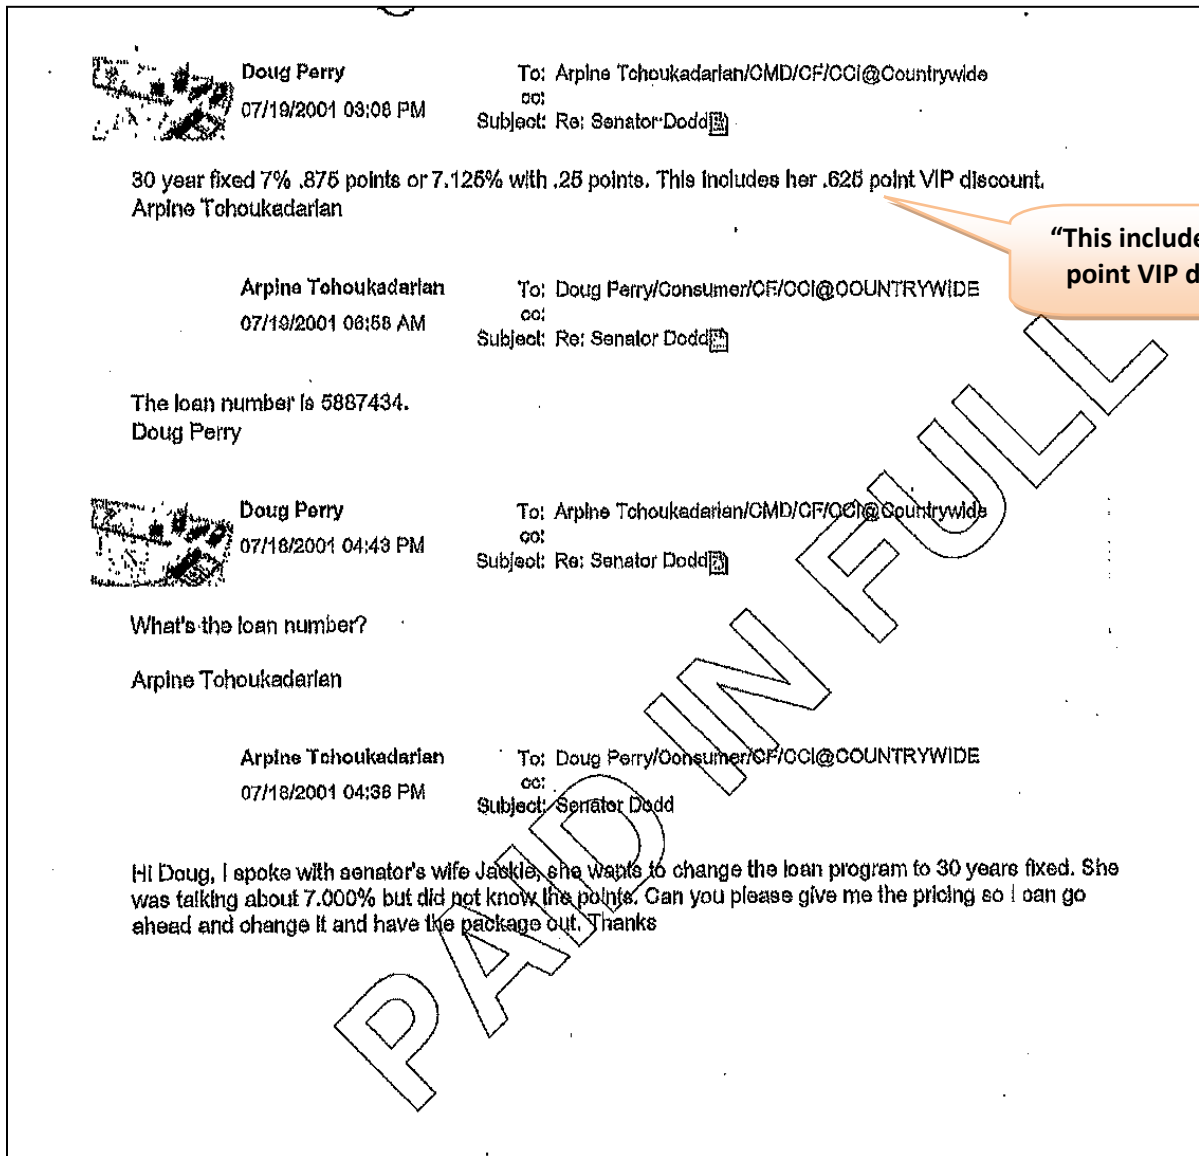 Doug Perry
To: Arpine Tchoukadarian/CMD/CF/CCI@Countrywide
07/19/2001 03:08 PM
cc:
Subject: Re: Senator Dodd
30 year fixed 7% .875 points or 7.125% with .25 points. This includes her .625 point VIP discount.
Arpine Tchoukadarian
"This include
point VIP d
Arpine Tchoukadarian
To: Doug Perry/Consumer/CF/CCI@COUNTRYWIDE
07/19/2001 06:58 AM
cc:
Subject: Re: Senator Dodd
The loan number is 5887434.
Doug Perry
Doug Perry
To: Arpine Tchoukadarian/CMD/CF/CCI@Countrywide
07/18/2001 04:43 PM
cc:
Subject: Re: Senator Dodd
What's the loan number?
Arpine Tchoukadarian
Arpine Tchoukadarian
To: Doug Perry/Consumer/CF/CCI@COUNTRYWIDE
07/18/2001 04:38 PM
cc:
Subject: Senator Dodd
Hi Doug, I spoke with senator's wife Jackie, she wants to change the loan program to 30 years fixed. She
was talking about 7.000% but did not know the points. Can you please give me the pricing so I can go
ahead and change it and have the package out. Thanks
PAID IN FULL